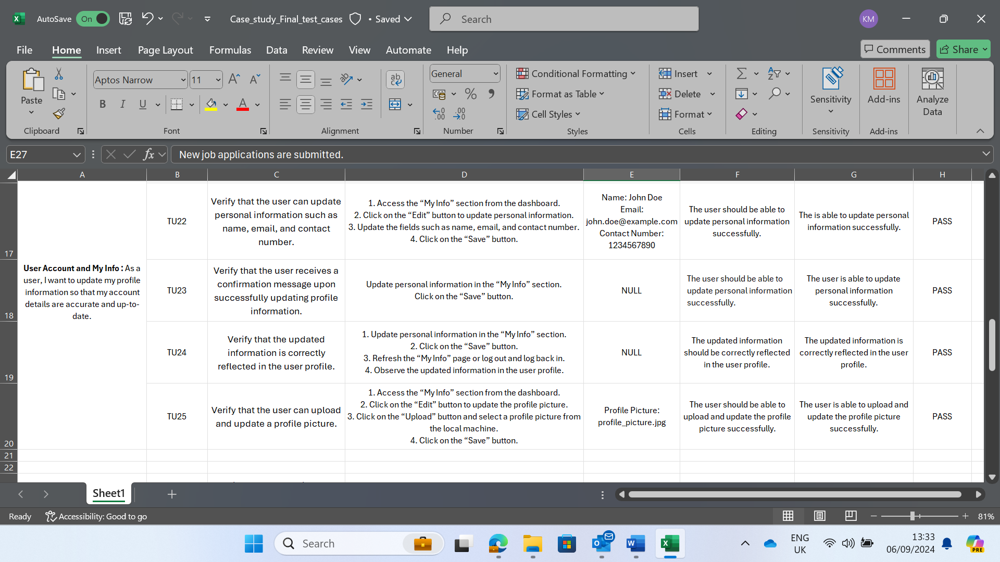 AutoSave On Case_study_Final_test_cases • Saved Search KM
File Home Insert Page Layout Formulas Data Review View Automate Help Comments Share
Paste
Clipboard
Aptos Narrow 11
B I U
Font
Alignment
General
Number
Conditional Formatting
Format as Table
Cell Styles
Styles
Insert
Delete
Format
Cells
Editing
Sensitivity
Sensitivity
Add-ins
Add-ins
Analyze
Data
E27 fx New job applications are submitted.
A B C D E F G H
17
User Account and My Info : As a
user, I want to update my profile
information so that my account
details are accurate and up-to-
date.
TU22
Verify that the user can update
personal information such as
name, email, and contact
number.
1. Access the “My Info” section from the dashboard.
2. Click on the “Edit” button to update personal information.
3. Update the fields such as name, email, and contact number.
4. Click on the “Save” button.
Name: John Doe
Email:
john.doe@example.com
Contact Number:
1234567890
The user should be able to
update personal information
successfully.
The is able to update personal
information successfully.
PASS
18
TU23
Verify that the user receives a
confirmation message upon
successfully updating profile
information.
Update personal information in the “My Info” section.
Click on the “Save” button.
NULL
The user should be able to
update personal information
successfully.
The user is able to update
personal information
successfully.
PASS
19
TU24
Verify that the updated
information is correctly
reflected in the user profile.
1. Update personal information in the “My Info” section.
2. Click on the “Save” button.
3. Refresh the “My Info” page or log out and log back in.
4. Observe the updated information in the user profile.
NULL
The updated information
should be correctly reflected
in the user profile.
The updated information is
correctly reflected in the user
profile.
PASS
20
TU25
Verify that the user can upload
and update a profile picture.
1. Access the “My Info” section from the dashboard.
2. Click on the “Edit” button to update the profile picture.
3. Click on the “Upload” button and select a profile picture from
the local machine.
4. Click on the “Save” button.
Profile Picture:
profile_picture.jpg
The user should be able to
upload and update the profile
picture successfully.
The user is able to upload and
update the profile picture
successfully.
PASS
21
22
Sheet1
Ready Accessibility: Good to go 81%
Search
ENG
UK
13:33
06/09/2024
PRE